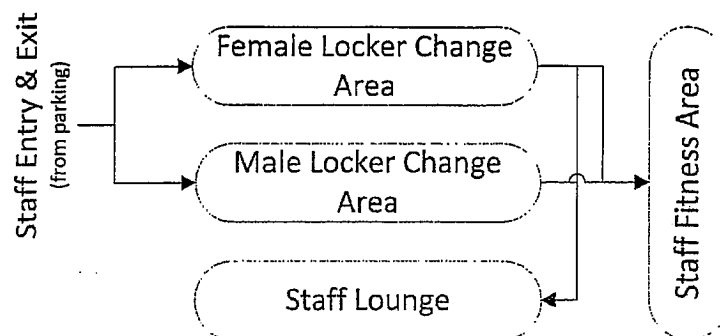 Staff Entry & Exit
(from parking)
Female Locker Change
Area
Male Locker Change
Area
Staff Lounge
Staff Fitness Area